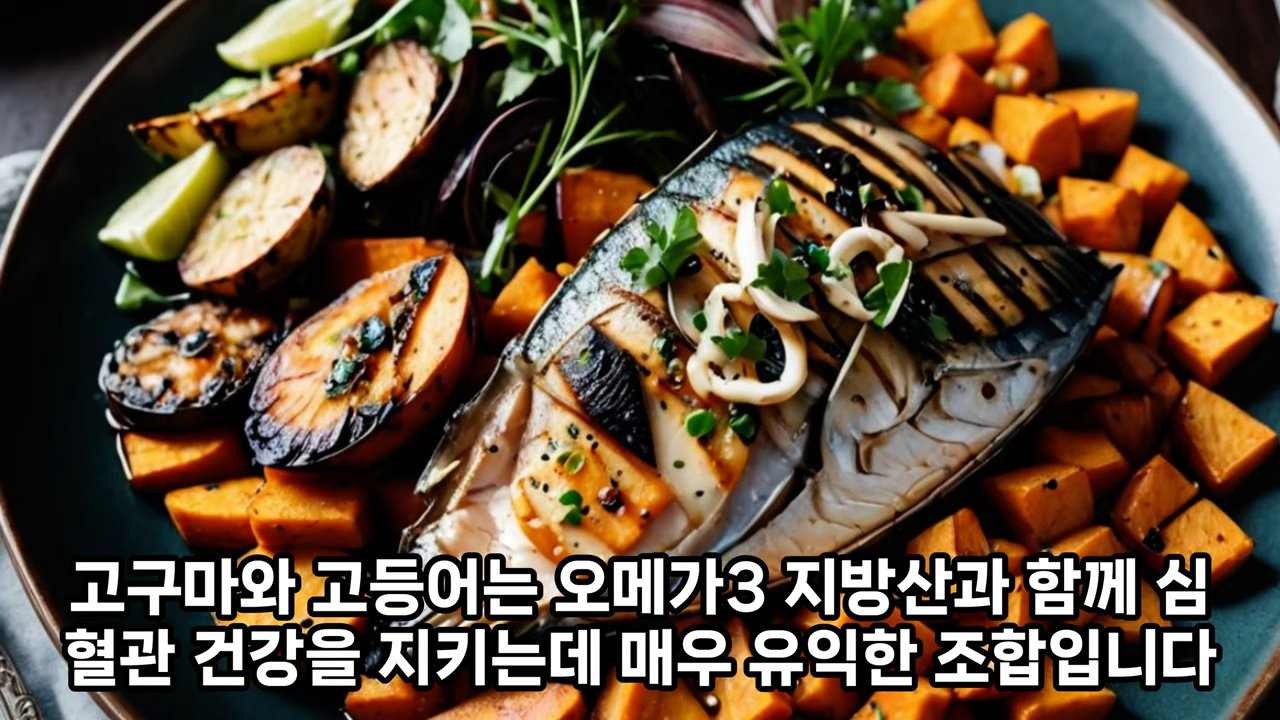 고구마와 고등어는 오메가3 지방산과 함께 심
혈관 건강을 지키는데 매우 유익한 조합입니다